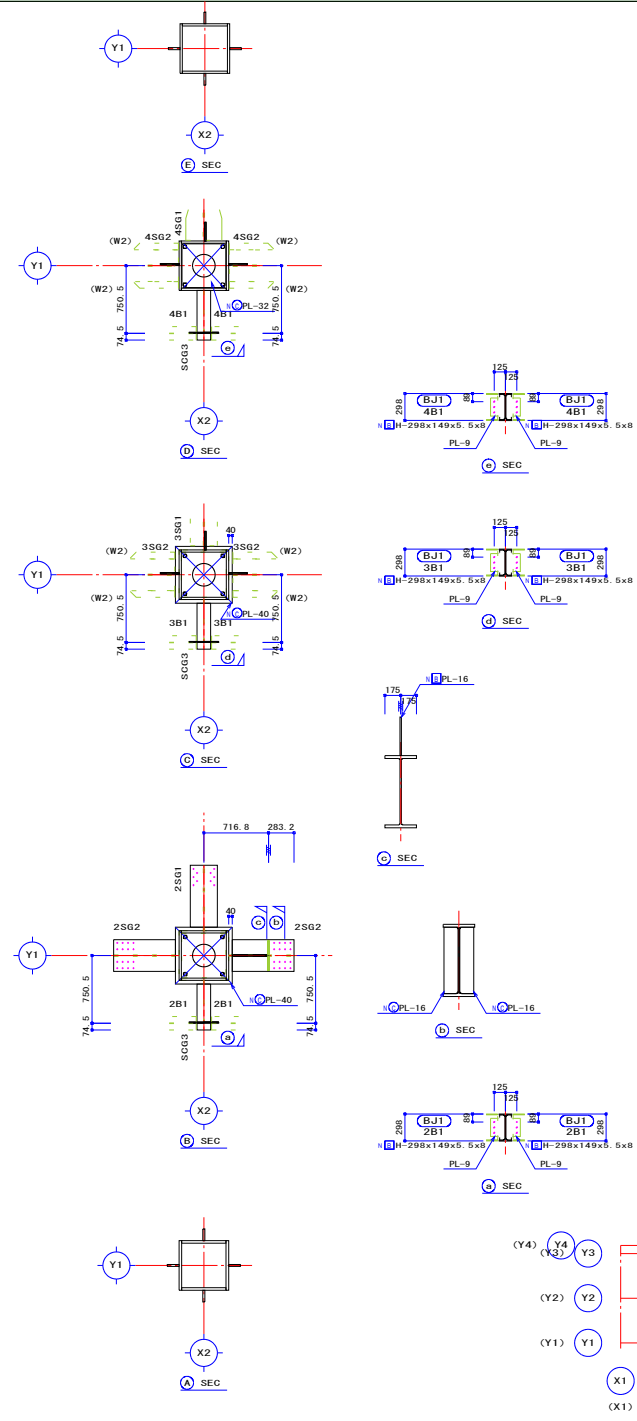 Y1
X2
E SEC
4SG1
(W2) 4SG2 4SG2 (W2)
Y1
(W2) (W2)
750.5 750.5
N C PL-32
4B1 4B1
74.5 74.5
SCG3
e
X2
D SEC
125
125
298 89 BJ1 4B1 89 BJ1 4B1 298
N B H-298x149x5.5x8 N B H-298x149x5.5x8
PL-9 PL-9
e SEC
3SG1
40
(W2) 3SG2 3SG2 (W2)
Y1
(W2) (W2)
750.5 750.5
N C PL-40
3B1 3B1
74.5 74.5
SCG3
d
X2
C SEC
125
125
298 89 BJ1 3B1 89 BJ1 3B1 298
N B H-298x149x5.5x8 N B H-298x149x5.5x8
PL-9 PL-9
d SEC
N B PL-16
175
175
c SEC
716.8 283.2
2SG1
40
c b
2SG2 2SG2
Y1
750.5 750.5
N C PL-40
2B1 2B1
74.5 74.5
SCG3
a
X2
B SEC
N C PL-16 N C PL-16
b SEC
125
125
298 89 BJ1 2B1 89 BJ1 2B1 298
N B H-298x149x5.5x8 N B H-298x149x5.5x8
PL-9 PL-9
a SEC
Y1
X2
A SEC
(Y4) Y4
(Y3) Y3
(Y2) Y2
(Y1) Y1
X1
(X1)